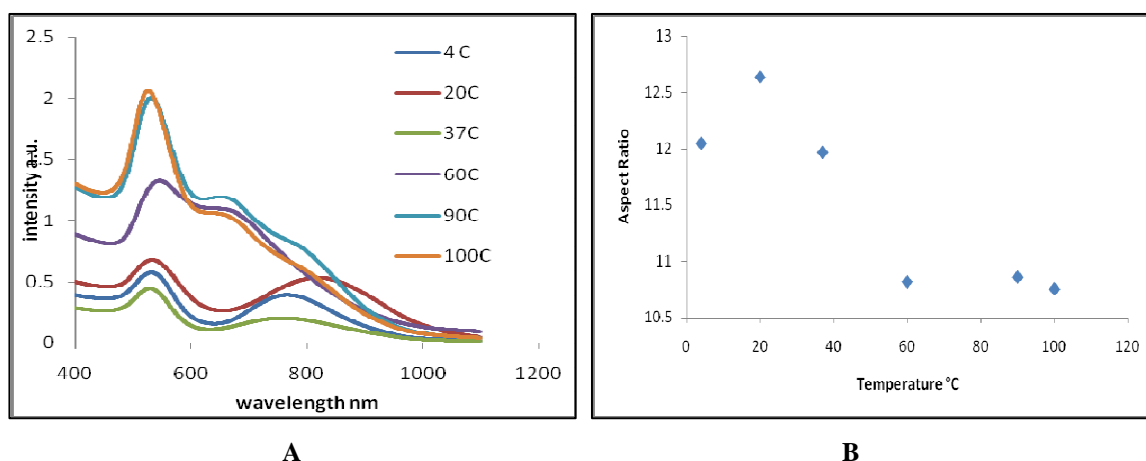 2.5
2
1.5
1
0.5
0
intensity a.u.
400 600 800 1000 1200
wavelength nm
4 C
20C
37C
60C
90C
100C
A
13
12.5
12
11.5
11
10.5
Aspect Ratio
0 20 40 60 80 100 120
Temperature °C
B